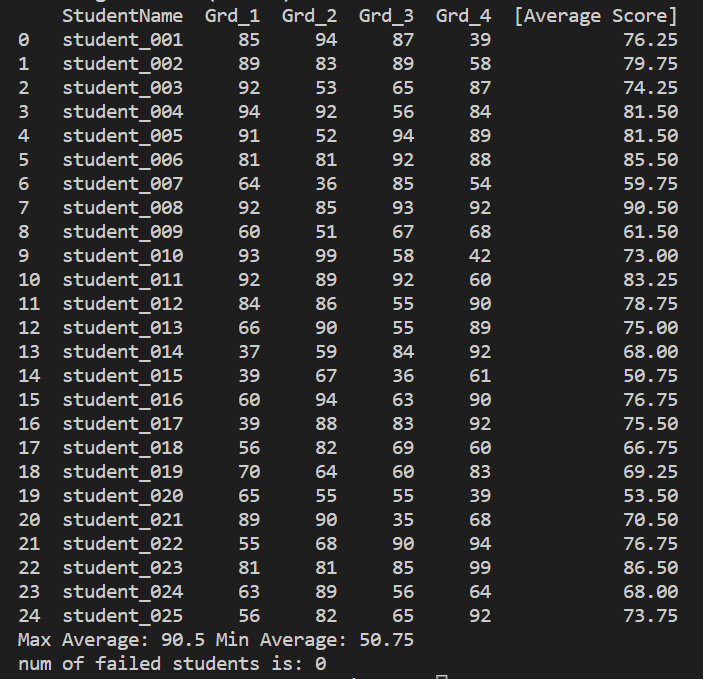 StudentName Grd_1 Grd_2 Grd_3 Grd_4 [Average Score]
0 student_001 85 94 87 39 76.25
1 student_002 89 83 89 58 79.75
2 student_003 92 53 65 87 74.25
3 student_004 94 92 56 84 81.50
4 student_005 91 52 94 89 81.50
5 student_006 81 81 92 88 85.50
6 student_007 64 36 85 54 59.75
7 student_008 92 85 93 92 90.50
8 student_009 60 51 67 68 61.50
9 student_010 93 99 58 42 73.00
10 student_011 92 89 92 60 83.25
11 student_012 84 86 55 90 78.75
12 student_013 66 90 55 89 75.00
13 student_014 37 59 84 92 68.00
14 student_015 39 67 36 61 50.75
15 student_016 60 94 63 90 76.75
16 student_017 39 88 83 92 75.50
17 student_018 56 82 69 60 66.75
18 student_019 70 64 60 83 69.25
19 student_020 65 55 55 39 53.50
20 student_021 89 90 35 68 70.50
21 student_022 55 68 90 94 76.75
22 student_023 81 81 85 99 86.50
23 student_024 63 89 56 64 68.00
24 student_025 56 82 65 92 73.75
Max Average: 90.5 Min Average: 50.75
num of failed students is: 0